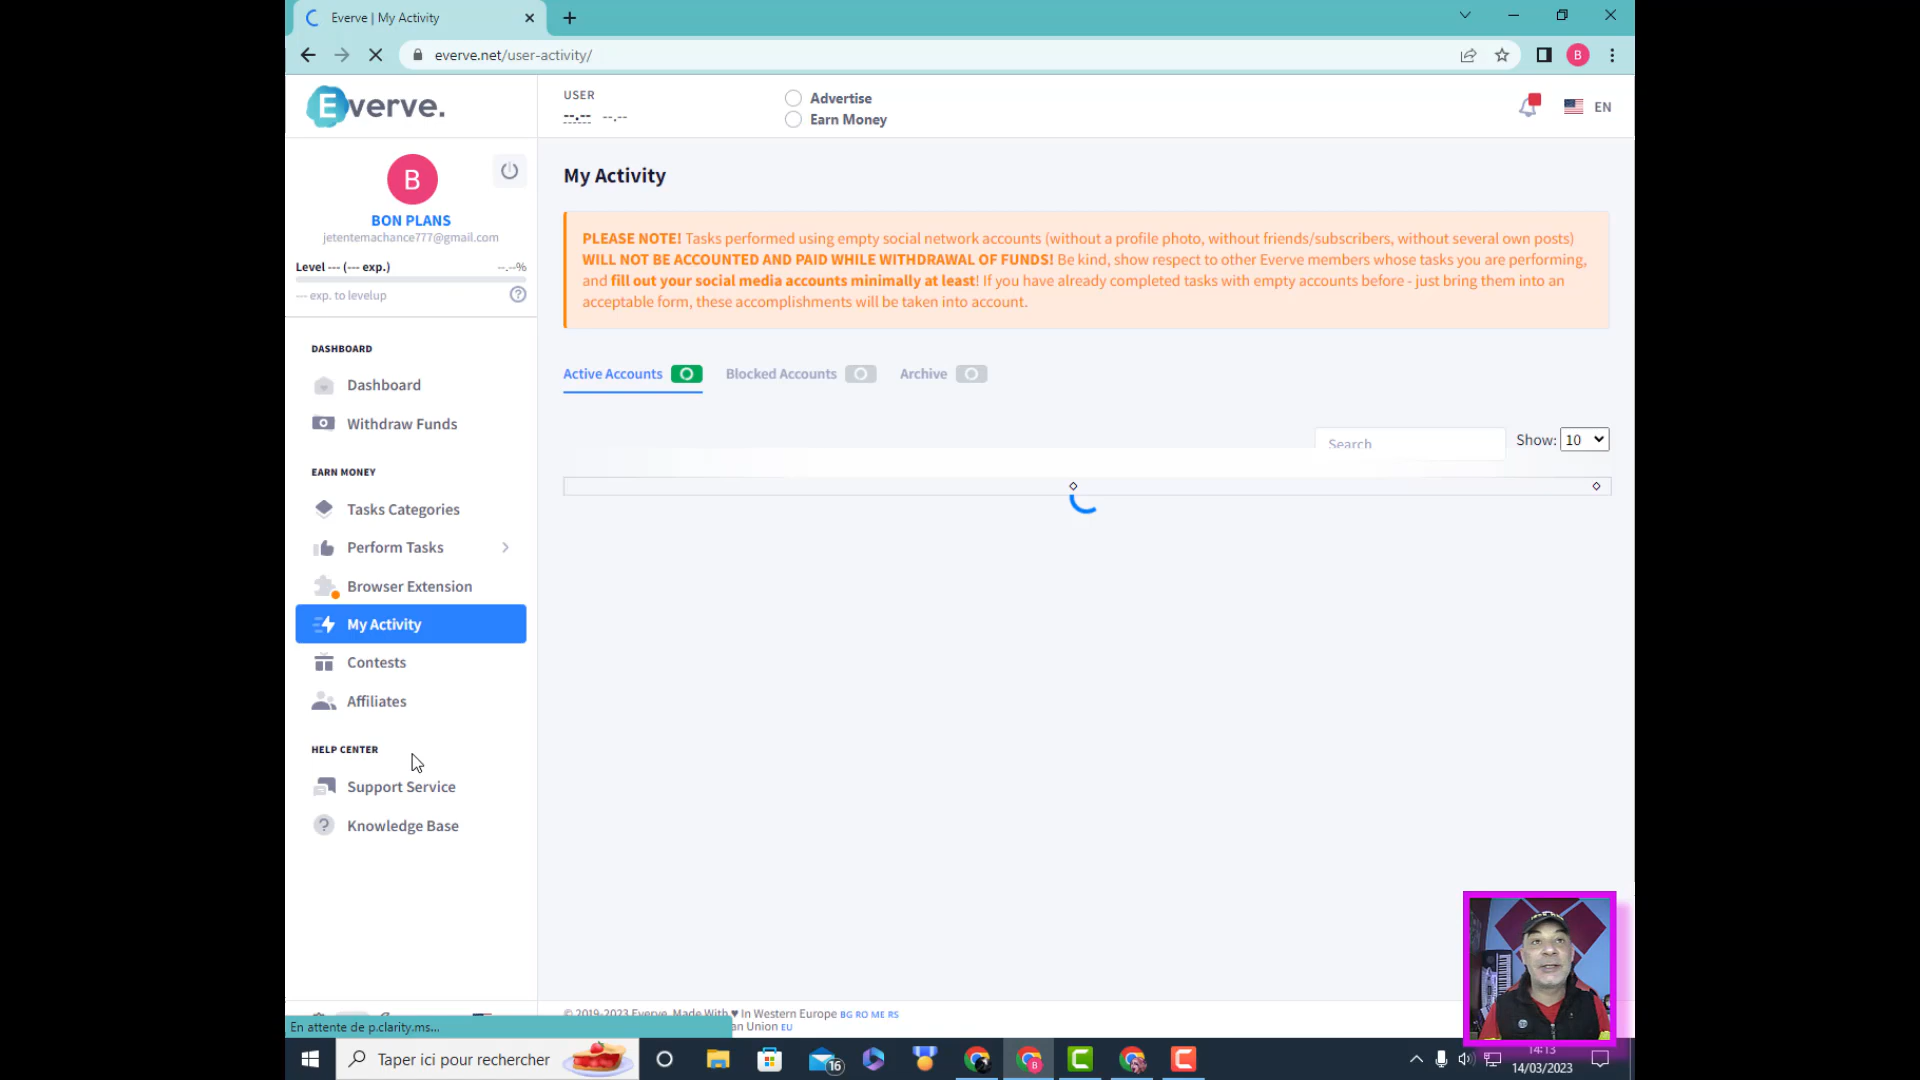 Everve | My Activity
everve.net/user-activity/
B
Everve.
USER
--.-- --.--
Advertise
Earn Money
EN
B
BON PLANS
jetentemachance777@gmail.com
Level --- (--- exp.) --.--%
--- exp. to levelup
DASHBOARD
Dashboard
Withdraw Funds
EARN MONEY
Tasks Categories
Perform Tasks
Browser Extension
My Activity
Contests
Affiliates
HELP CENTER
Support Service
Knowledge Base
My Activity
PLEASE NOTE! Tasks performed using empty social network accounts (without a profile photo, without friends/subscribers, without several own posts)
WILL NOT BE ACCOUNTED AND PAID WHILE WITHDRAWAL OF FUNDS! Be kind, show respect to other Everve members whose tasks you are performing,
and fill out your social media accounts minimally at least! If you have already completed tasks with empty accounts before - just bring them into an
acceptable form, these accomplishments will be taken into account.
Active Accounts Blocked Accounts Archive
Search Show: 10
© 2019-2023 Everve. Made With ♥ In Western Europe BG RO ME RS
an Union EU
En attente de p.clarity.ms...
Taper ici pour rechercher
16
14:13
14/03/2023